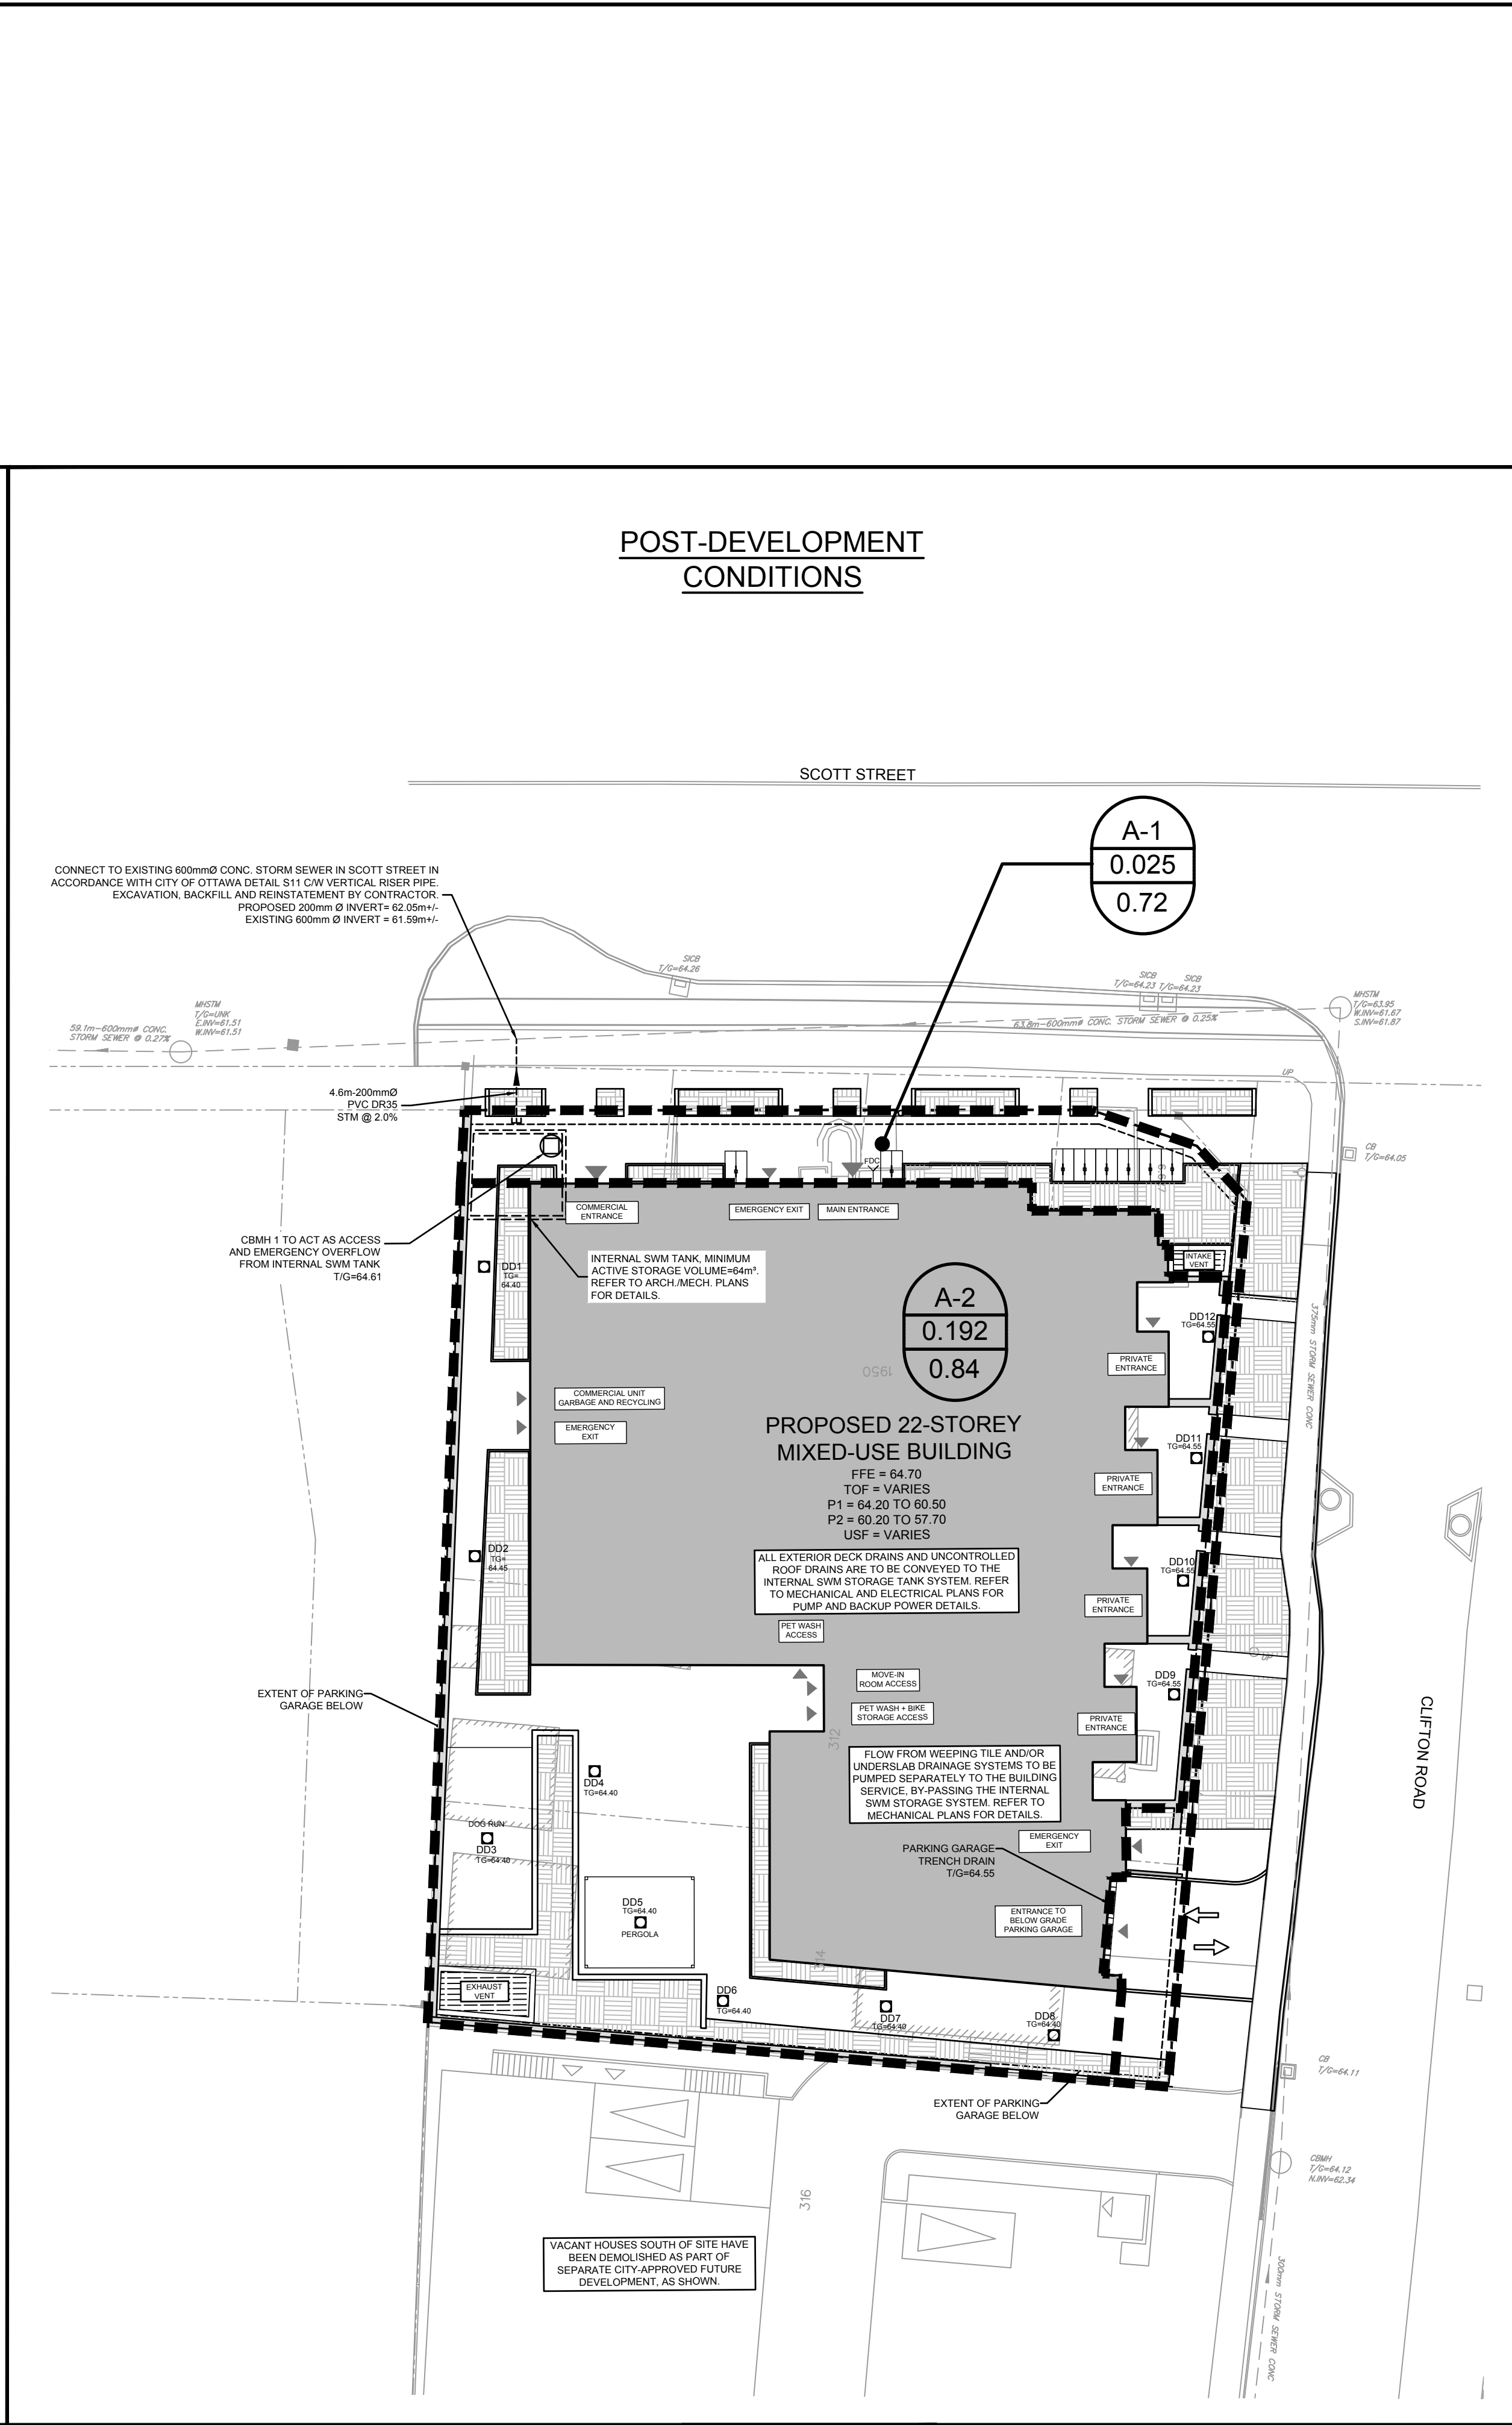 POST-DEVELOPMENT
CONDITIONS
SCOTT STREET
A-1
0.025
0.72
CONNECT TO EXISTING 600mmØ CONC. STORM SEWER IN SCOTT STREET IN
ACCORDANCE WITH CITY OF OTTAWA DETAIL S11 C/W VERTICAL RISER PIPE.
EXCAVATION, BACKFILL AND REINSTATEMENT BY CONTRACTOR.
PROPOSED 200mm Ø INVERT= 62.05m+/-
EXISTING 600mm Ø INVERT = 61.59m+/-
SICB
T/G=64.26
SICB
T/G=64.23
SICB
T/G=64.23
MHSTM
T/G=63.95
W.INV=61.67
S.INV=61.87
MHSTM
T/G=UNK
E.INV=61.51
W.INV=61.51
59.1m-600mmø CONC.
STORM SEWER @ 0.27%
63.8m-600mmø CONC. STORM SEWER @ 0.25%
UP
4.6m-200mmØ
PVC DR35
STM @ 2.0%
CB
T/G=64.05
FDC
COMMERCIAL
ENTRANCE
EMERGENCY EXIT
MAIN ENTRANCE
CBMH 1 TO ACT AS ACCESS
AND EMERGENCY OVERFLOW
FROM INTERNAL SWM TANK
T/G=64.61
INTERNAL SWM TANK, MINIMUM
ACTIVE STORAGE VOLUME=64m³.
REFER TO ARCH./MECH. PLANS
FOR DETAILS.
INTAKE
VENT
DD1
TG=
64.40
A-2
0.192
0.84
1950
DD12
TG=64.55
PRIVATE
ENTRANCE
375mm STORM SEWER CONC
COMMERCIAL UNIT
GARBAGE AND RECYCLING
EMERGENCY
EXIT
PROPOSED 22-STOREY
MIXED-USE BUILDING
FFE = 64.70
TOF = VARIES
P1 = 64.20 TO 60.50
P2 = 60.20 TO 57.70
USF = VARIES
DD11
TG=64.55
PRIVATE
ENTRANCE
DD2
TG=
64.45
ALL EXTERIOR DECK DRAINS AND UNCONTROLLED
ROOF DRAINS ARE TO BE CONVEYED TO THE
INTERNAL SWM STORAGE TANK SYSTEM. REFER
TO MECHANICAL AND ELECTRICAL PLANS FOR
PUMP AND BACKUP POWER DETAILS.
DD10
TG=64.55
PRIVATE
ENTRANCE
PET WASH
ACCESS
UP
MOVE-IN
ROOM ACCESS
PET WASH + BIKE
STORAGE ACCESS
DD9
TG=64.55
PRIVATE
ENTRANCE
EXTENT OF PARKING
GARAGE BELOW
CLIFTON ROAD
312
FLOW FROM WEEPING TILE AND/OR
UNDERSLAB DRAINAGE SYSTEMS TO BE
PUMPED SEPARATELY TO THE BUILDING
SERVICE, BY-PASSING THE INTERNAL
SWM STORAGE SYSTEM. REFER TO
MECHANICAL PLANS FOR DETAILS.
DD4
TG=64.40
DOG RUN
DD3
TG=64.40
EMERGENCY
EXIT
PARKING GARAGE
TRENCH DRAIN
T/G=64.55
DD5
TG=64.40
PERGOLA
ENTRANCE TO
BELOW GRADE
PARKING GARAGE
314
EXHAUST
VENT
DD6
TG=64.40
DD7
TG=64.40
DD8
TG=64.40
CB
T/G=64.11
EXTENT OF PARKING
GARAGE BELOW
CBMH
T/G=64.12
N.INV=62.34
316
VACANT HOUSES SOUTH OF SITE HAVE
BEEN DEMOLISHED AS PART OF
SEPARATE CITY-APPROVED FUTURE
DEVELOPMENT, AS SHOWN.
300mm STORM SEWER CONC